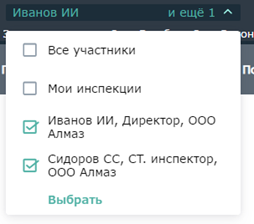 Иванов ИИ и ещё 1
Все участники
Мои инспекции
Иванов ИИ, Директор, ООО
Алмаз
Сидоров СС, СТ. инспектор,
ООО Алмаз
Выбрать